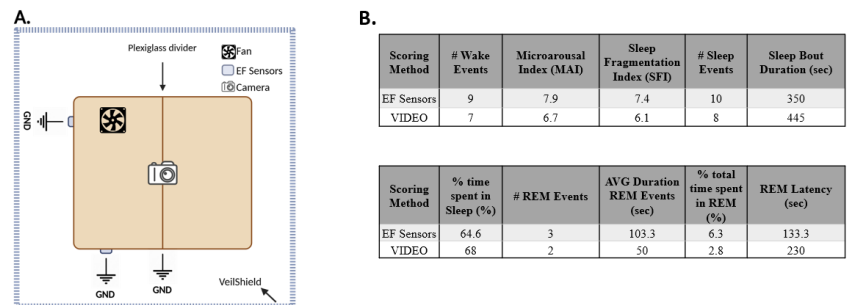 A.
Plexiglass divider
Fan
EF Sensors
Camera
GND
GND
GND
VeilShield
B.
Scoring Method # Wake Events Microarousal Index (MAI) Sleep Fragmentation Index (SFI) # Sleep Events Sleep Bout Duration (sec)
EF Sensors 9 7.9 7.4 10 350
VIDEO 7 6.7 6.1 8 445
Scoring Method % time spent in Sleep (%) # REM Events AVG Duration REM Events (sec) % total time spent in REM (%) REM Latency (sec)
EF Sensors 64.6 3 103.3 6.3 133.3
VIDEO 68 2 50 2.8 230